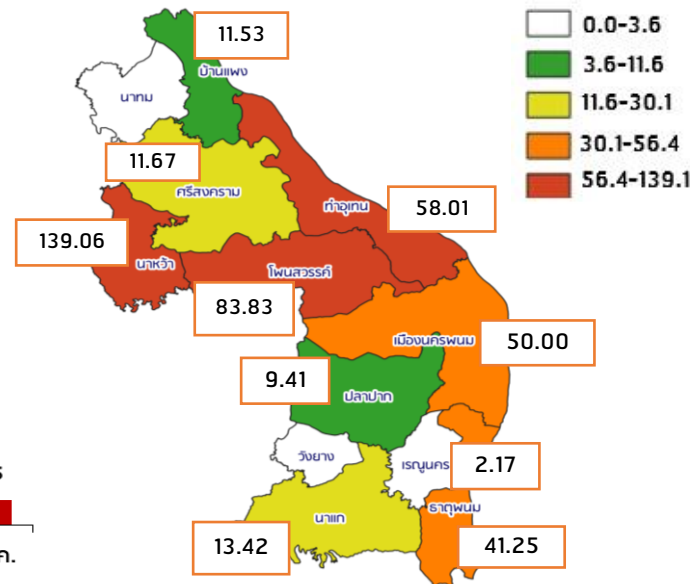 11.53
บ้านแพง
นาทม
0.0-3.6
3.6-11.6
11.6-30.1
30.1-56.4
56.4-139.1
11.67
ศรีสงคราม
ท่าอุเทน
58.01
139.06
นาหว้า
โพนสวรรค์
83.83
เมืองนครพนม
50.00
9.41
ปลาปาก
วังยาง
เรณูนคร
2.17
นาแก
ธาตุพนม
13.42
41.25
ร
ค.